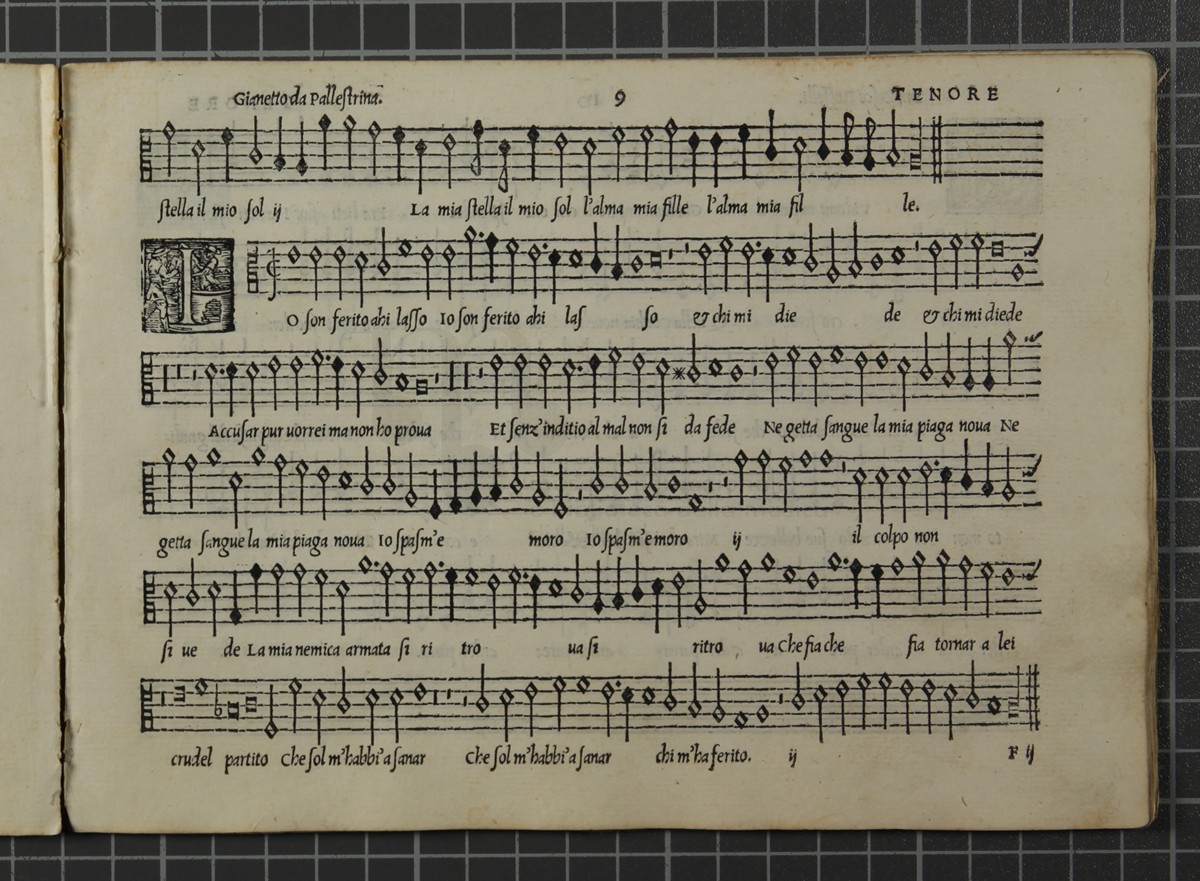 Gianetto da Pallestrina. 9 TENORE
stella il mio sol ij La mia stella il mio sol l'alma mia fille l'alma mia fil le.
IO son ferito ahi lasso Io son ferito ahi las so & chi mi die de & chi mi diede
Accusar pur uorrei ma non ho proua Et senz'inditio al mal non si da fede Ne getta sangue la mia piaga noua Ne
getta sangue la mia piaga noua Io spasm'e moro Io spasm'e moro ij il colpo non
si ue de La mia nemica armata si ri tro ua si ritro ua Che fia che fia tornar a lei
crudel partito Che sol m'habbi'a sanar Che sol m'habbi'a sanar chi m'ha ferito. ij
F ij